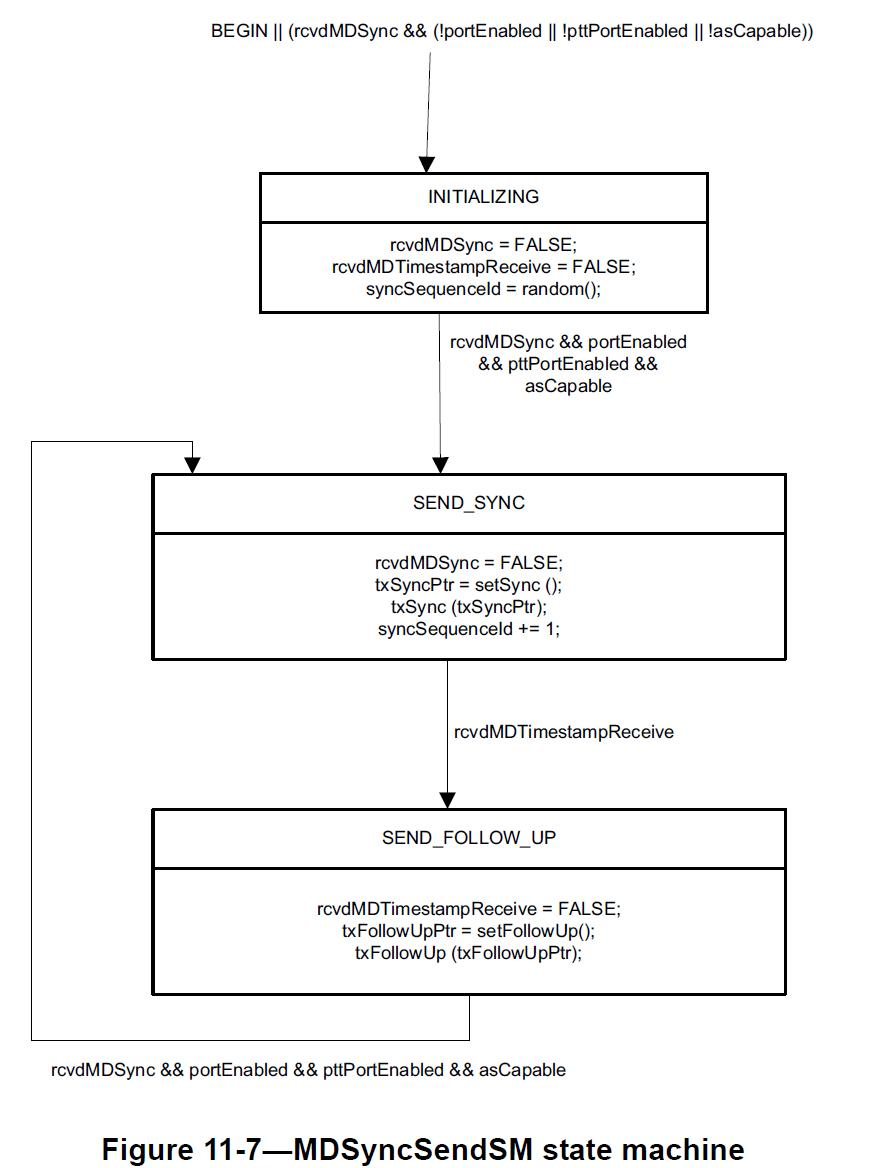 BEGIN || (rcvdMDSync && (!portEnabled || !pttPortEnabled || !asCapable))
INITIALIZING
rcvdMDSync = FALSE;
rcvdMDTimestampReceive = FALSE;
syncSequenceId = random();
rcvdMDSync && portEnabled
&& pttPortEnabled &&
asCapable
SEND_SYNC
rcvdMDSync = FALSE;
txSyncPtr = setSync ();
txSync (txSyncPtr);
syncSequenceId += 1;
rcvdMDTimestampReceive
SEND_FOLLOW_UP
rcvdMDTimestampReceive = FALSE;
txFollowUpPtr = setFollowUp();
txFollowUp (txFollowUpPtr);
rcvdMDSync && portEnabled && pttPortEnabled && asCapable
Figure 11-7—MDSyncSendSM state machine